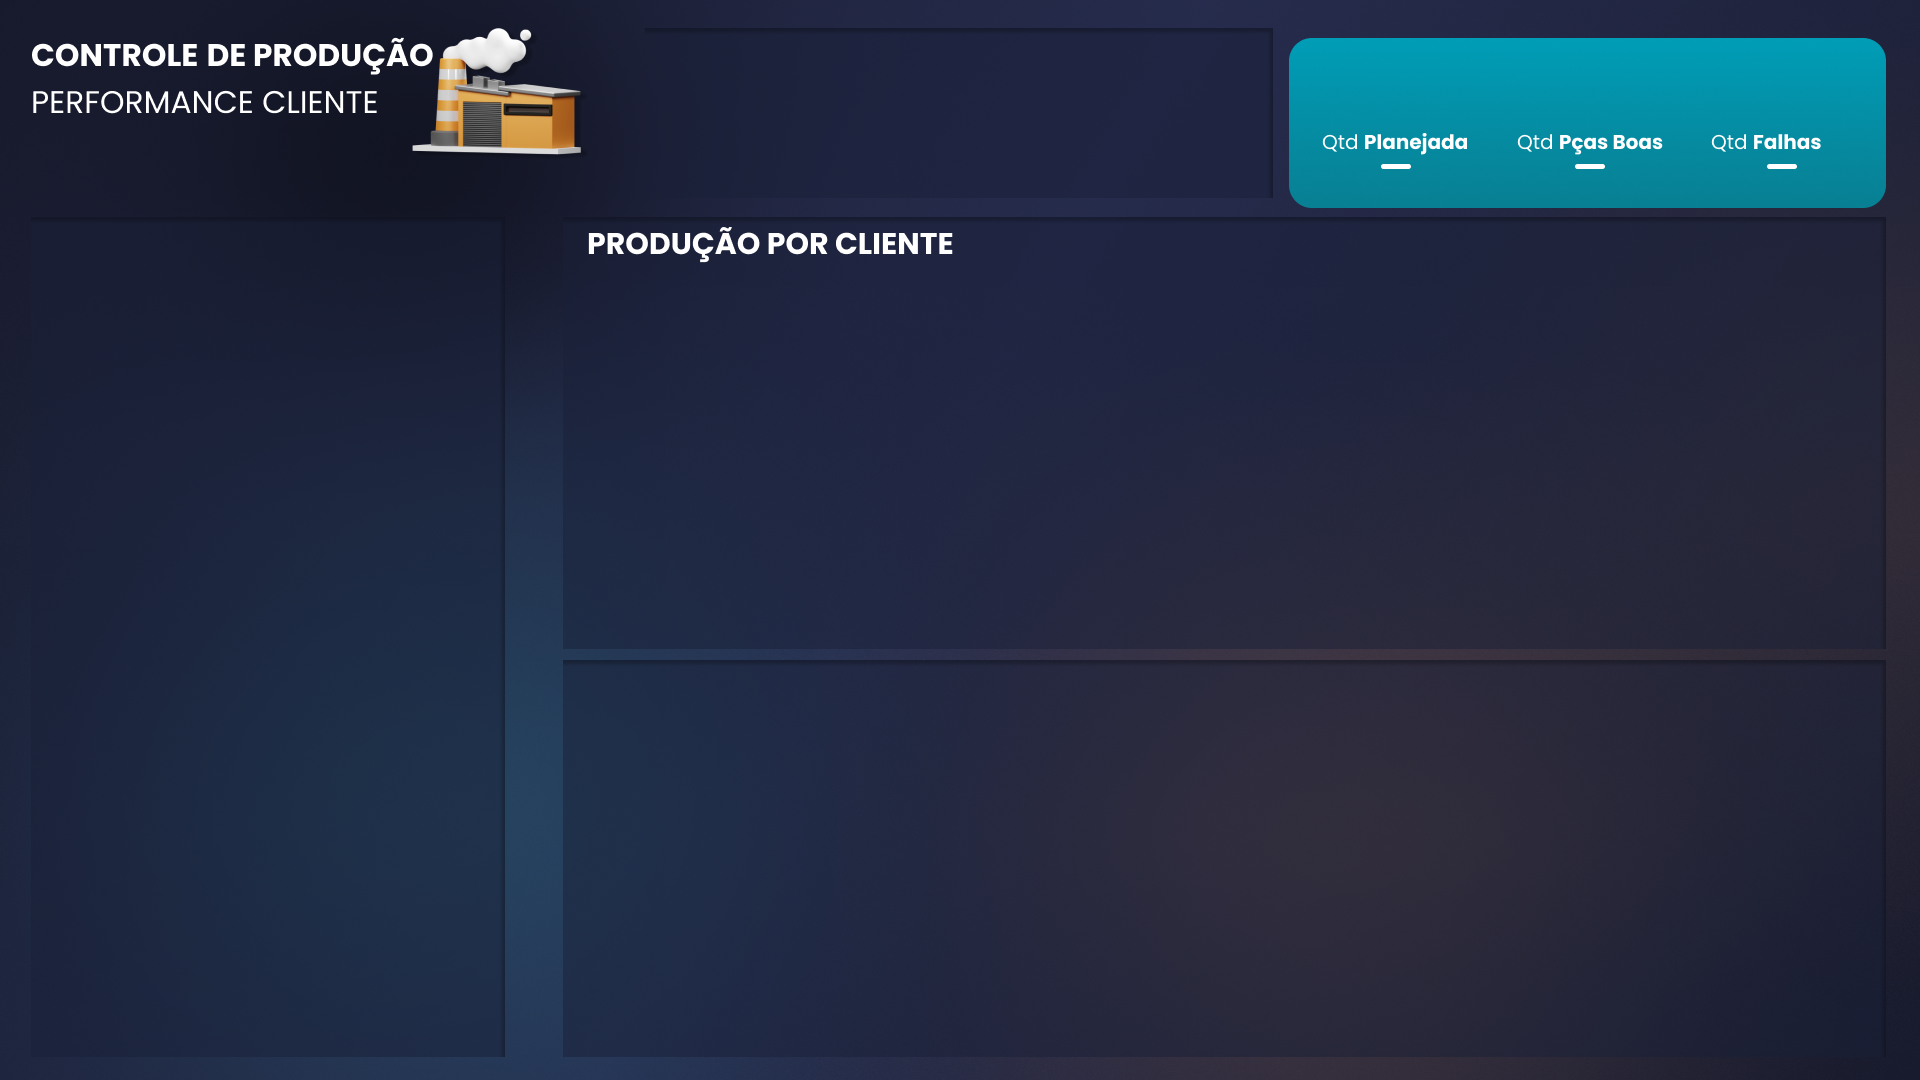 CONTROLE DE PRODUÇÃO
PERFORMANCE CLIENTE
Qtd Planejada
Qtd Pças Boas
Qtd Falhas
PRODUÇÃO POR CLIENTE